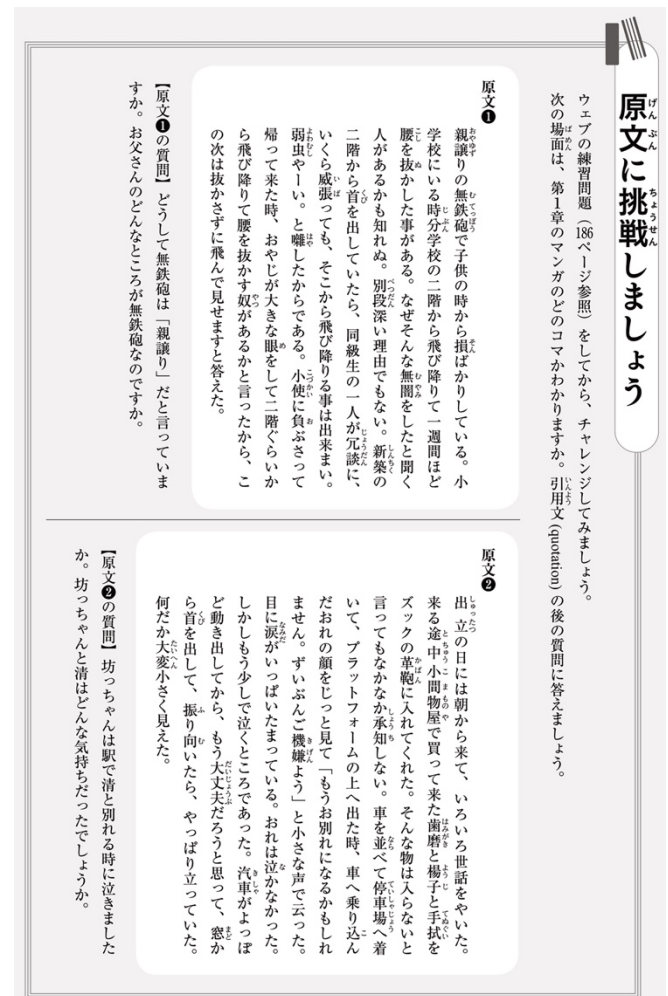 原文に挑戦しましょう
ウェブの練習問題（186ページ参照）をしてから、チャレンジしてみましょう。
次の場面は、第1章のマンガのどのコマかわかりますか。引用文(quotation)の後の質問に答えましょう。
原文❶
親譲りの無鉄砲で子供の時から損ばかりしている。小
学校にいる時分学校の二階から飛び降りて一週間ほど
腰を抜かした事がある。なぜそんな無闇をしたと聞く
人があるかも知れぬ。別段深い理由でもない。新築の
二階から首を出していたら、同級生の一人が冗談に、
いくら威張っても、そこから飛び降りる事は出来まい。
弱虫やーい。と囃したからである。小使に負ぶさって
帰って来た時、おやじが大きな眼をして二階ぐらいか
ら飛び降りて腰を抜かす奴があるかと言ったから、こ
の次は抜かさずに飛んで見せますと答えた。
【原文❶の質問】どうして無鉄砲は「親譲り」だと言っていま
すか。お父さんのどんなところが無鉄砲なのですか。
原文❷
出立の日には朝から来て、いろいろ世話をやいた。
来る途中小間物屋で買って来た歯磨と楊子と手拭を
ズックの革鞄に入れてくれた。そんな物は入らないと
言ってもなかなか承知しない。車を並べて停車場へ着
いて、プラットフォームの上へ出た時、車へ乗り込ん
だおれの顔をじっと見て「もうお別れになるかもしれ
ません。ずいぶんご機嫌よう」と小さな声で云った。
目に涙がいっぱいたまっている。おれは泣かなかった。
しかしもう少しで泣くところであった。汽車がよっぽ
ど動き出してから、もう大丈夫だろうと思って、窓か
ら首を出して、振り向いたら、やっぱり立っていた。
何だか大変小さく見えた。
【原文❷の質問】坊っちゃんは駅で清と別れる時に泣きました
か。坊っちゃんと清はどんな気持ちだったでしょうか。